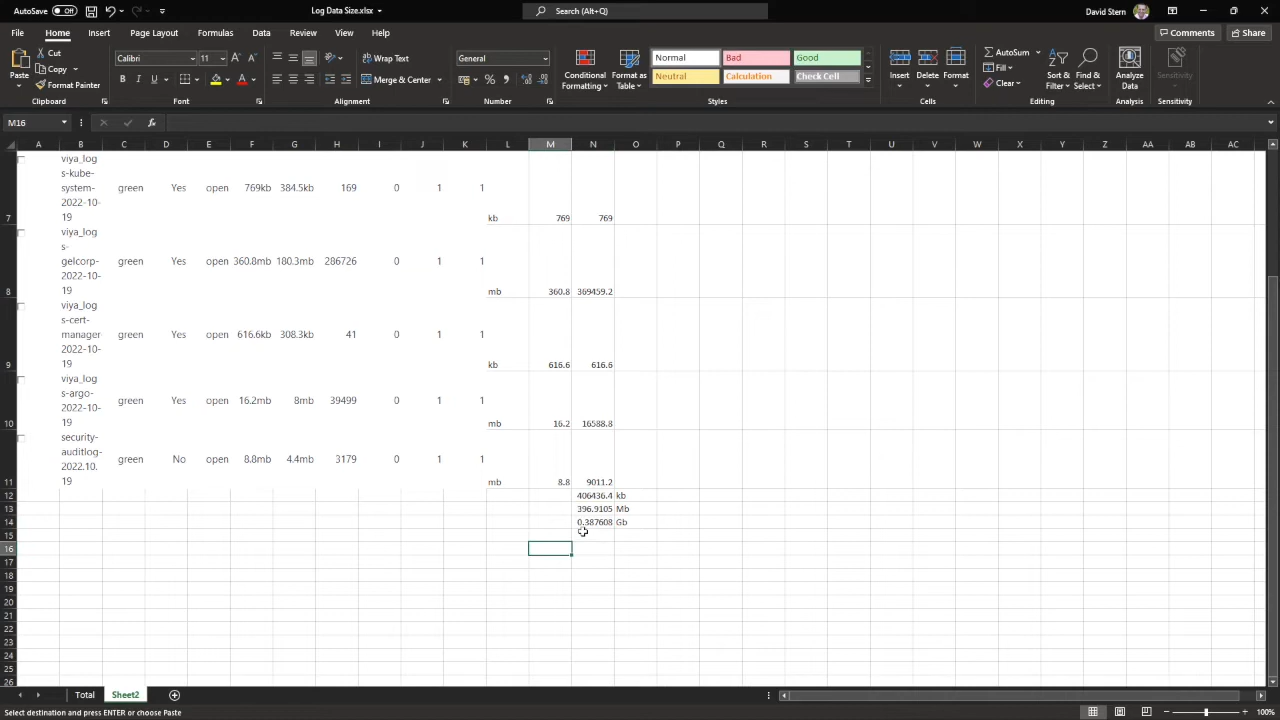 AutoSave Off Log Data Size.xlsx Search (Alt+Q) David Stern
File Home Insert Page Layout Formulas Data Review View Help Comments Share
Paste Cut Copy Format Painter Clipboard
Calibri 11 A A B I U A Font
ab Wrap Text Merge & Center Alignment
General $ % , Number
Conditional Formatting Format as Table Normal Bad Good Neutral Calculation Check Cell Styles
Insert Delete Format Cells
AutoSum Fill Clear Sort & Filter Find & Select Editing
Analyze Data Analysis
Sensitivity Sensitivity
M16 fx
A B C D E F G H I J K L M N O P Q R S T U V W X Y Z AA AB AC
viya_log
s-kube-
system- green Yes open 769kb 384.5kb 169 0 1 1
2022-10-
7 19 kb 769 769
viya_log
s-
gelcorp- green Yes open 360.8mb 180.3mb 286726 0 1 1
2022-10-
8 19 mb 360.8 369459.2
viya_log
s-cert-
manager green Yes open 616.6kb 308.3kb 41 0 1 1
2022-10-
9 19 kb 616.6 616.6
viya_log
s-argo- green Yes open 16.2mb 8mb 39499 0 1 1
2022-10-
10 19 mb 16.2 16588.8
security-
auditlog- green No open 8.8mb 4.4mb 3179 0 1 1
2022.10.
11 19 mb 8.8 9011.2
12 406436.4 kb
13 396.9105 Mb
14 0.387608 Gb
15
16
17
18
19
20
21
22
23
24
25
26
Total Sheet2
Select destination and press ENTER or choose Paste 100%